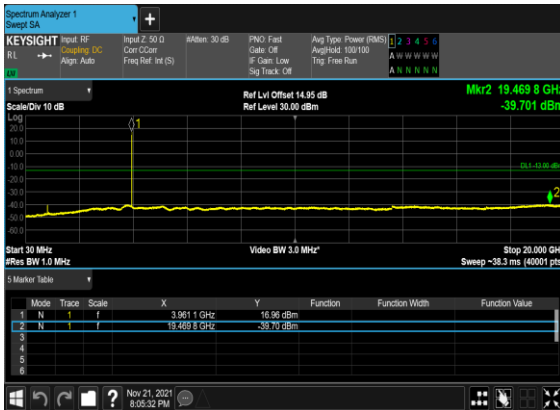 Spectrum Analyzer 1
Swept SA
+
KEYSIGHT Input: RF Input Z: 50 Ω #Atten: 30 dB PNO: Fast Avg Type: Power (RMS) 1 2 3 4 5 6
RL Coupling: DC Corr CCorr Gate: Off Avg|Hold: 100/100 A W W W W W
Align: Auto Freq Ref: Int (S) IF Gain: Low Trig: Free Run
Sig Track: Off A N N N N N
1 Spectrum Ref Lvl Offset 14.95 dB Mkr2 19.469 8 GHz
Scale/Div 10 dB Ref Level 30.00 dBm -39.701 dBm
Log
20.0
10.0
0.00
-10.0
-20.0
-30.0
-40.0
-50.0
-60.0
1
DL1 -13.00 dBm
2
Start 30 MHz Video BW 3.0 MHz* Stop 20.000 GHz
#Res BW 1.0 MHz Sweep ~38.3 ms (40001 pts)
5 Marker Table
Mode Trace Scale X Y Function Function Width Function Value
1 N 1 f 3.961 1 GHz 16.96 dBm
2 N 1 f 19.469 8 GHz -39.70 dBm
3
4
5
6
? Nov 21, 2021
8:05:32 PM